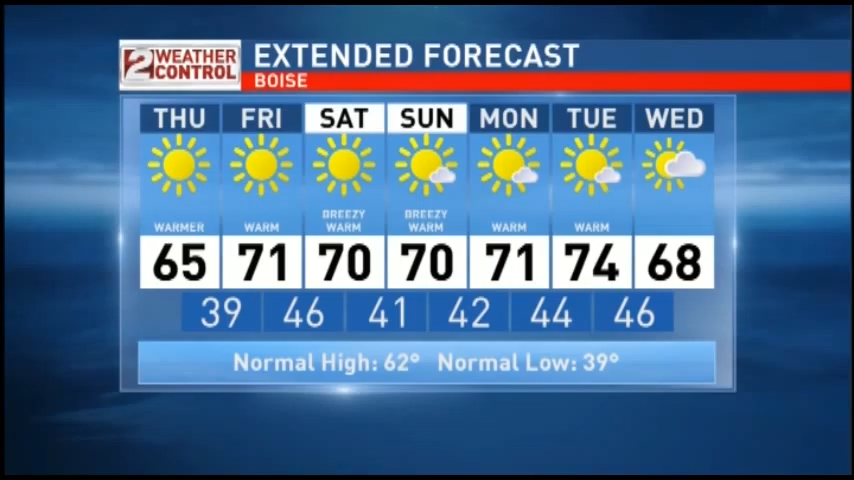 2 WEATHER CONTROL
EXTENDED FORECAST
BOISE
THU FRI SAT SUN MON TUE WED
BREEZY BREEZY
WARMER WARM WARM WARM WARM WARM
65 71 70 70 71 74 68
39 46 41 42 44 46
Normal High: 62° Normal Low: 39°